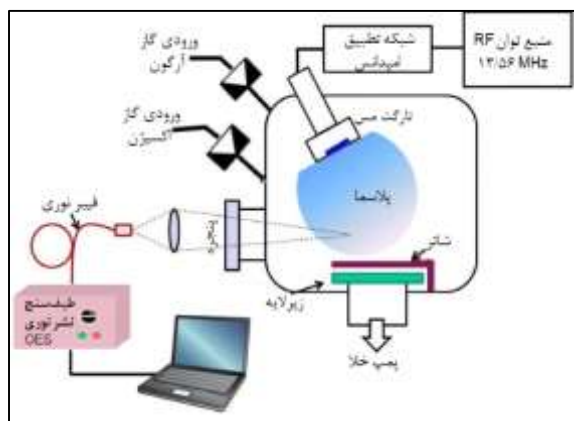 ورودی گاز
آرگون
شبکه تطبیق
امپدانس
منبع توان RF
۱۳/۵۶ MHz
ورودی گاز
اکسیژن
تارگت مس
پلاسما
فیبر نوری
پنجره
شاتر
زیرلایه
طیف‌سنج
نشر نوری
OES
پمپ خلا